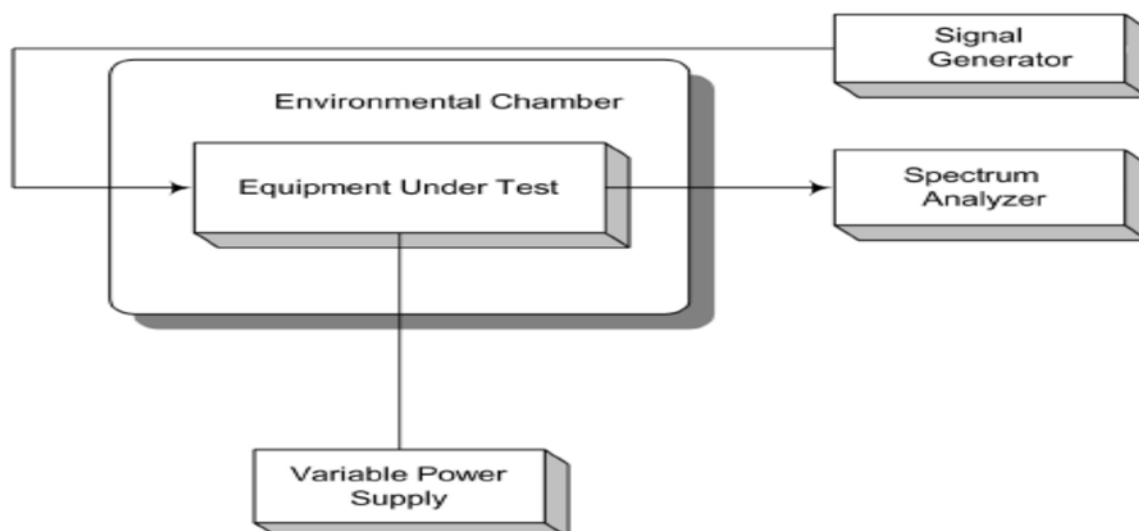 Signal
Generator
Environmental Chamber
Equipment Under Test
Spectrum
Analyzer
Variable Power
Supply